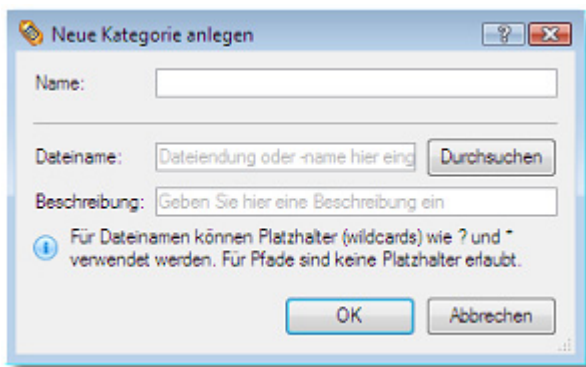 Neue Kategorie anlegen
Name:
Dateiname: Dateiendung oder -name hier eing Durchsuchen
Beschreibung: Geben Sie hier eine Beschreibung ein
Für Dateinamen können Platzhalter (wildcards) wie ? und *
verwendet werden. Für Pfade sind keine Platzhalter erlaubt.
OK Abbrechen